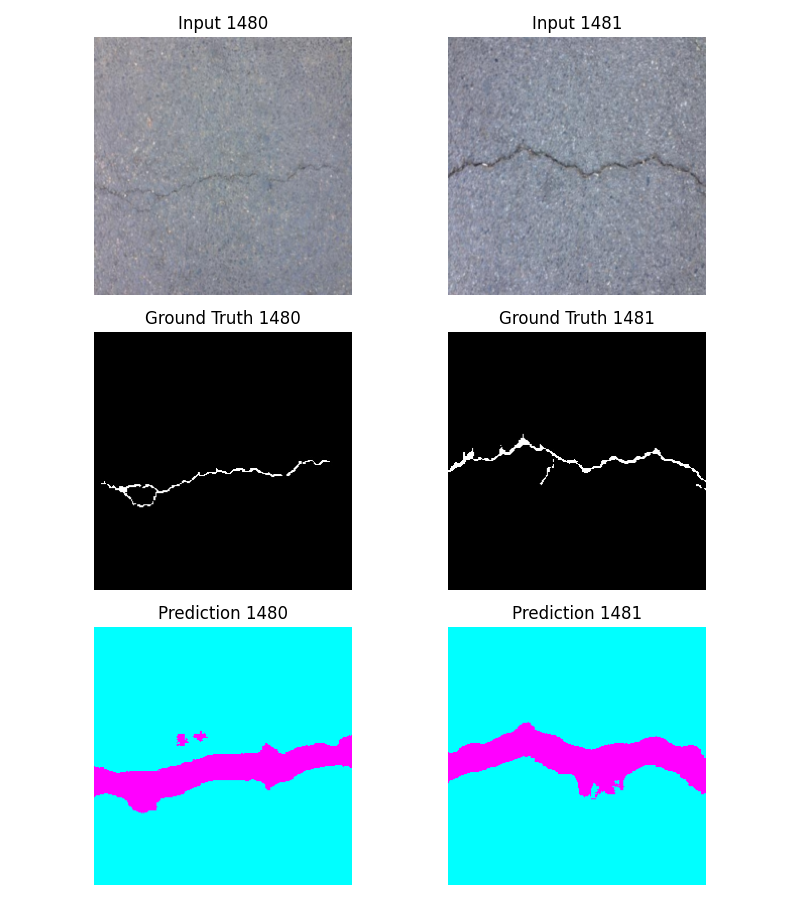 Input 1480
Input 1481
Ground Truth 1480
Ground Truth 1481
Prediction 1480
Prediction 1481